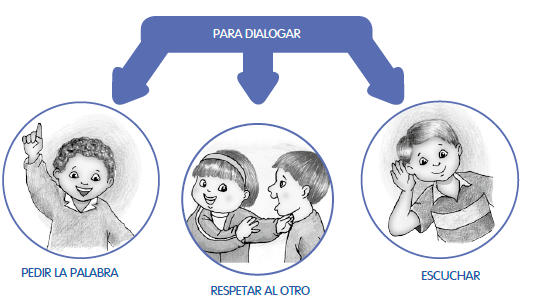 PARA DIALOGAR
PEDIR LA PALABRA
RESPETAR AL OTRO
ESCUCHAR